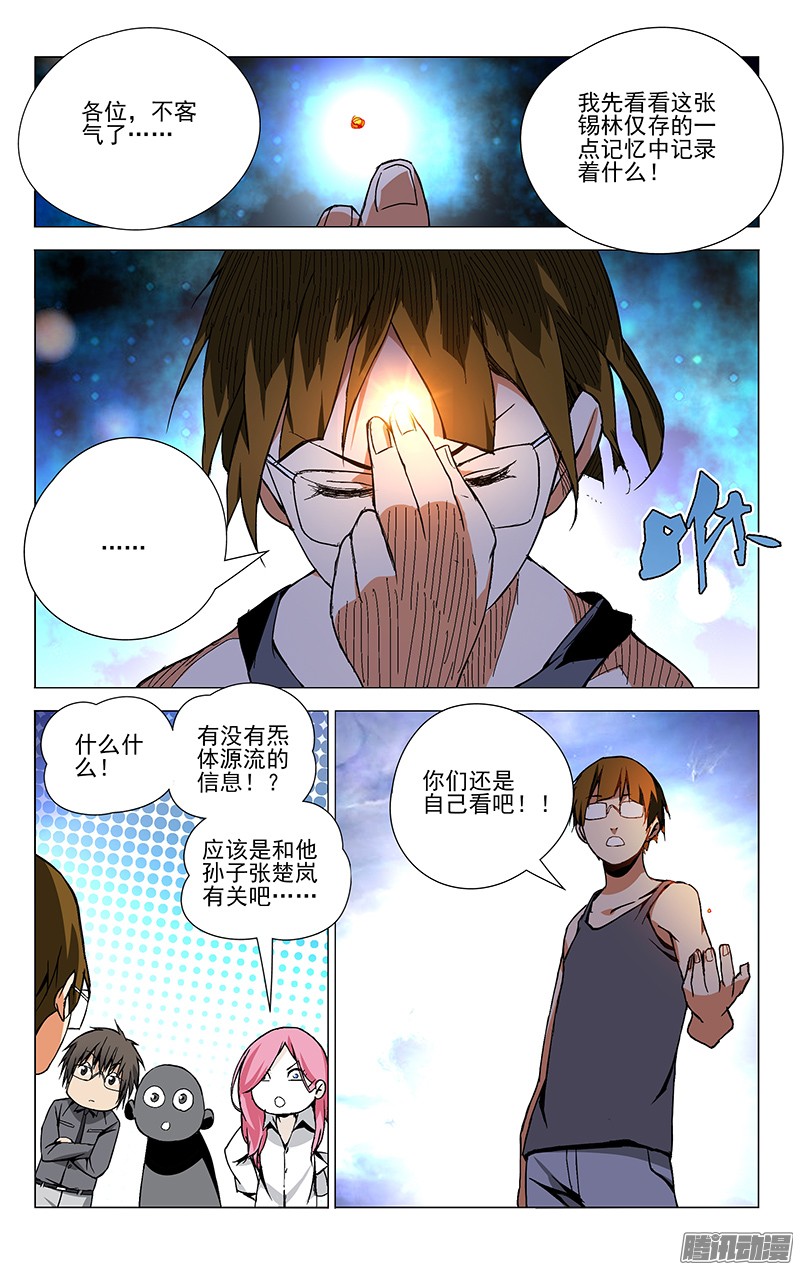 各位，不客
气了……
我先看看这张
锡林仅存的一
点记忆中记录
着什么！
……
咻
什么什
么！
有没有炁
体源流的
信息！？
应该是和他
孙子张楚岚
有关吧……
你们还是
自己看吧！！
腾讯动漫